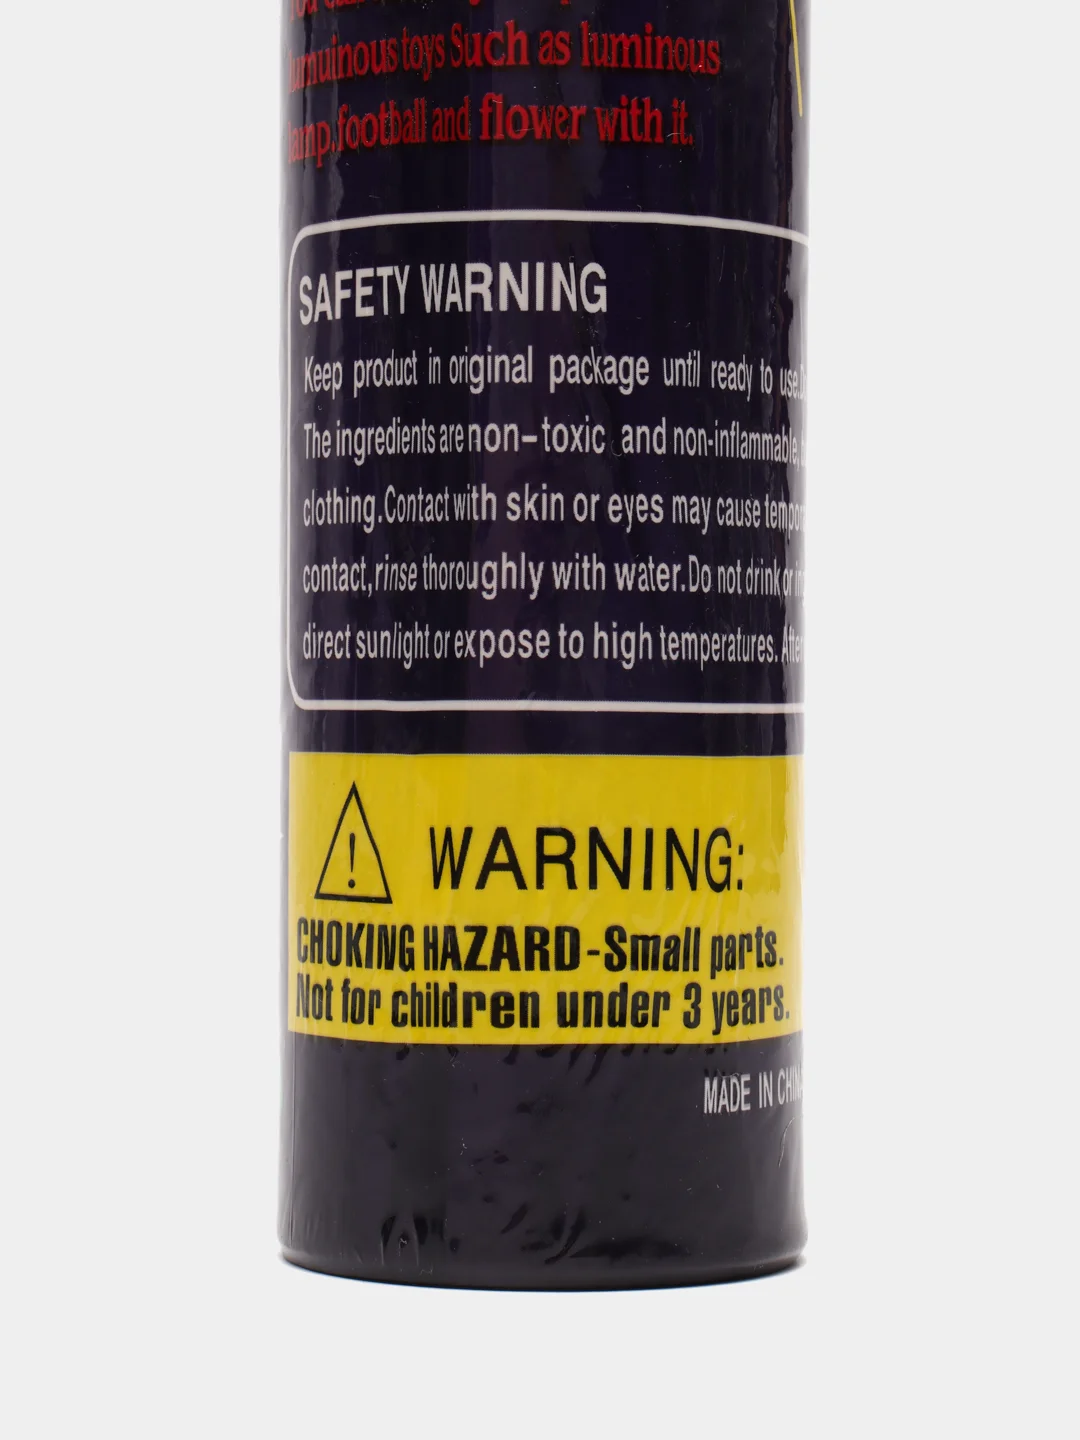 lumuinous toys Such as luminous
lamp.football and flower with it.
SAFETY WARNING
Keep product in original package until ready to use.
The ingredients are non-toxic and non-inflammable,
clothing.Contact with skin or eyes may cause
contact,rinse thoroughly with water.Do not drink or
direct sunlight or expose to high temperatures. After
WARNING:
CHOKING HAZARD-Small parts.
Not for children under 3 years.
MADE IN CHINA